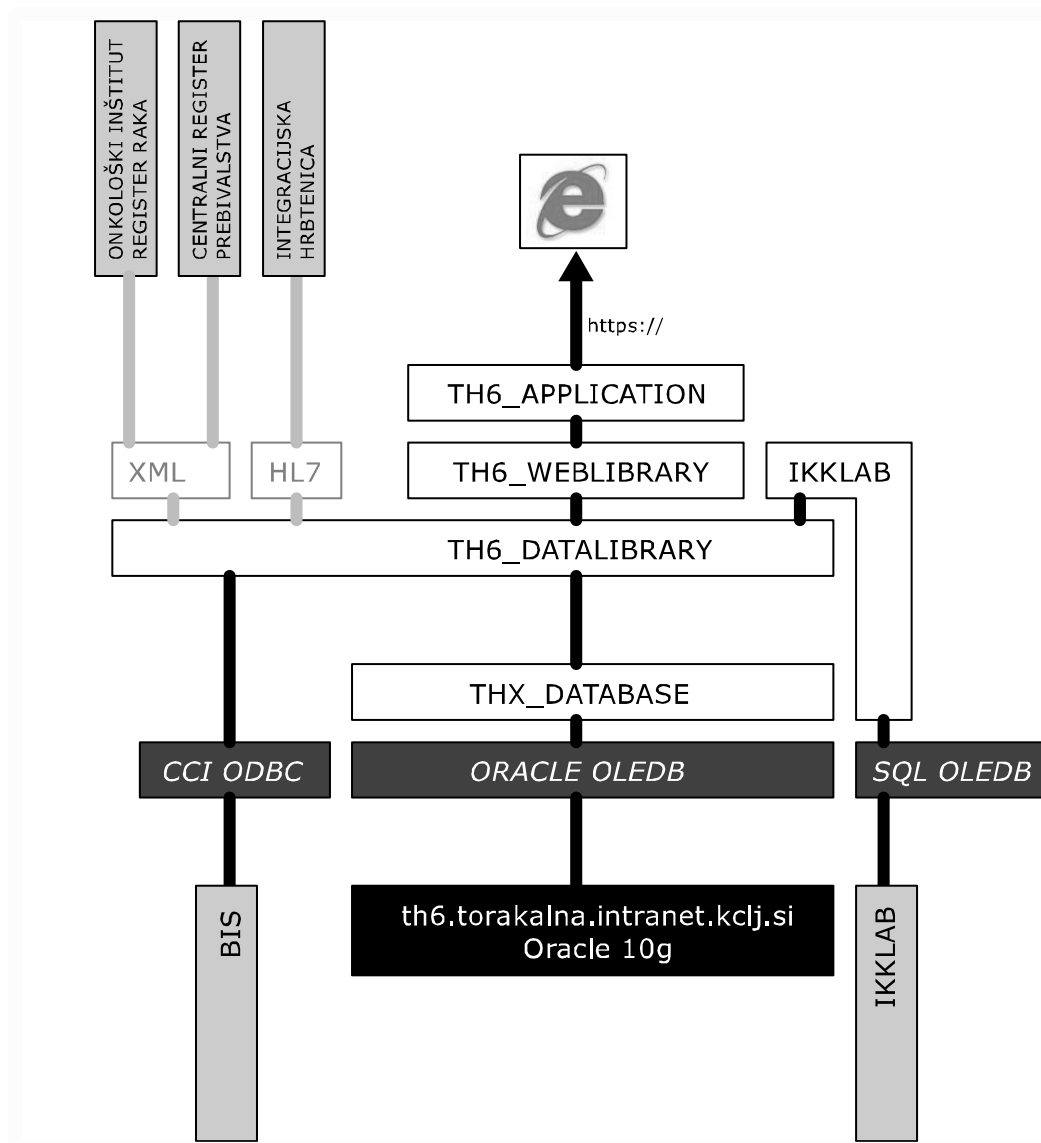 ONKOLOŠKI INŠTITUT
REGISTER RAKA
CENTRALNI REGISTER
PREBIVALSTVA
INTEGRACIJSKA
HRBTENICA
e
https://
TH6_APPLICATION
XML
HL7
TH6_WEBLIBRARY
IKKLAB
TH6_DATALIBRARY
THX_DATABASE
CCI ODBC
ORACLE OLEDB
SQL OLEDB
BIS
th6.torakalna.intranet.kclj.si
Oracle 10g
IKKLAB